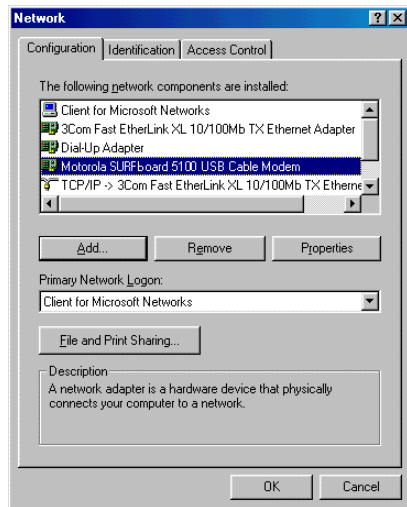 Network
Configuration Identification Access Control
The following network components are installed:
Client for Microsoft Networks
3Com Fast EtherLink XL 10/100Mb TX Ethernet Adapter
Dial-Up Adapter
Motorola SURFboard 5100 USB Cable Modem
TCP/IP -> 3Com Fast EtherLink XL 10/100Mb TX Etherne
Add... Remove Properties
Primary Network Logon:
Client for Microsoft Networks
File and Print Sharing...
Description
A network adapter is a hardware device that physically
connects your computer to a network.
OK Cancel